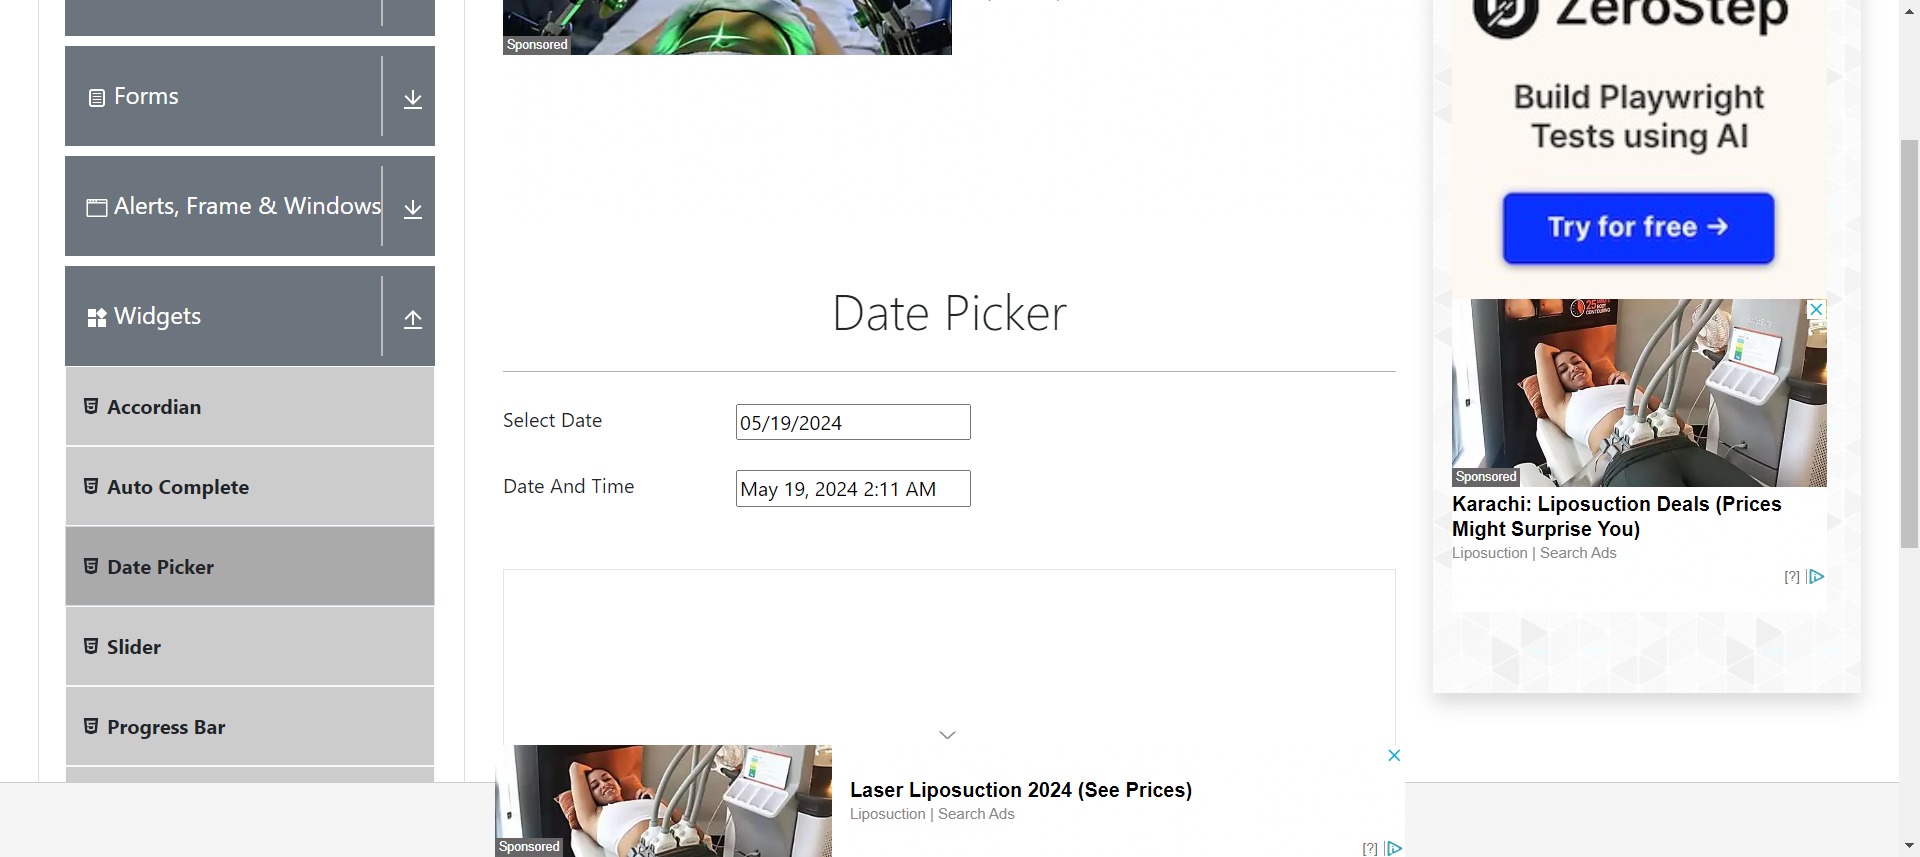 Sponsored
Forms
Alerts, Frame & Windows
Widgets
Accordian
Auto Complete
Date Picker
Slider
Progress Bar
Date Picker
Select Date
05/19/2024
Date And Time
May 19, 2024 2:11 AM
ZeroStep
Build Playwright
Tests using AI
Try for free →
Sponsored
Karachi: Liposuction Deals (Prices
Might Surprise You)
Liposuction | Search Ads
[?]
Sponsored
Laser Liposuction 2024 (See Prices)
Liposuction | Search Ads
[?]